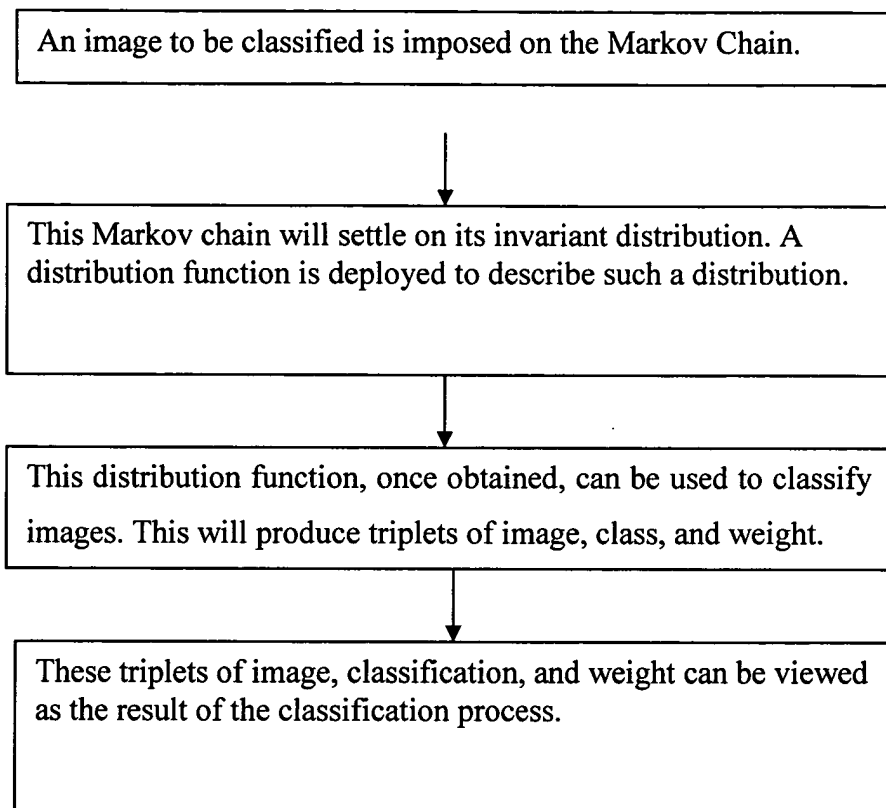 An image to be classified is imposed on the Markov Chain.
This Markov chain will settle on its invariant distribution. A
distribution function is deployed to describe such a distribution.
This distribution function, once obtained, can be used to classify
images. This will produce triplets of image, class, and weight.
These triplets of image, classification, and weight can be viewed
as the result of the classification process.